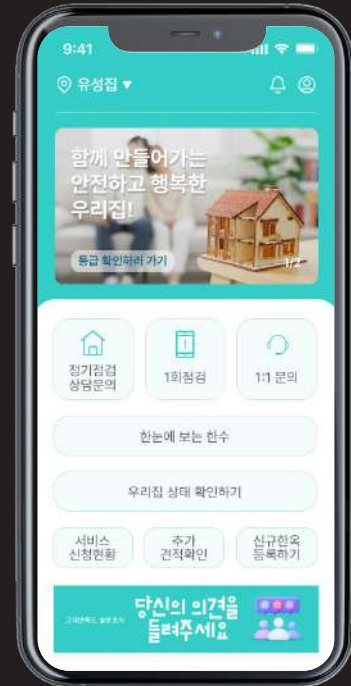 9:41
유성집 ▼
함께 만들어가는
안전하고 행복한
우리집!
등급 확인하러 가기
1/2
정기점검
상담문의
1회점검
1:1 문의
한눈에 보는 한수
우리집 상태 확인하기
서비스
신청현황
추가
견적확인
신규한옥
등록하기
당신의 의견을
들려주세요